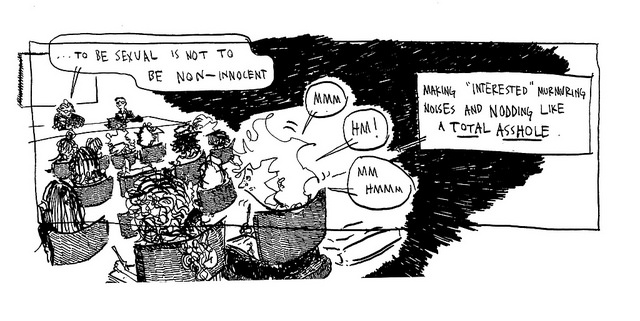 ...TO BE SEXUAL IS NOT TO
BE NON-INNOCENT
MMM
HM!
MM
HMMM
MAKING "INTERESTED" MURMURING
NOISES AND NODDING LIKE
A TOTAL ASSHOLE.